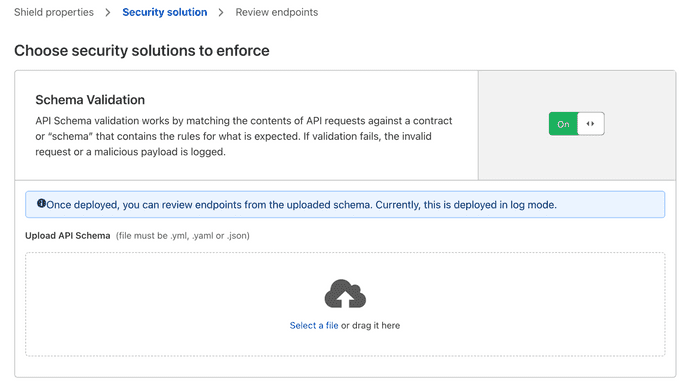 Shield properties > Security solution > Review endpoints
Choose security solutions to enforce
Schema Validation
API Schema validation works by matching the contents of API requests against a contract
or “schema” that contains the rules for what is expected. If validation fails, the invalid
request or a malicious payload is logged.
On
Once deployed, you can review endpoints from the uploaded schema. Currently, this is deployed in log mode.
Upload API Schema (file must be .yml, .yaml or .json)
Select a file or drag it here